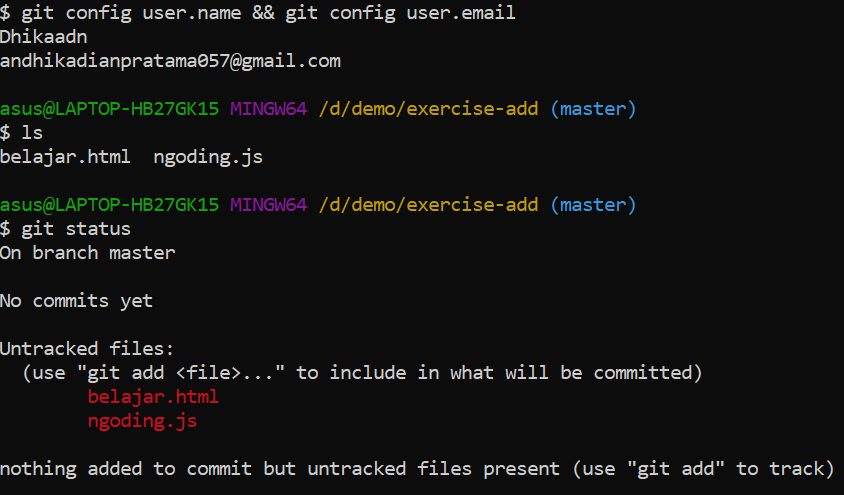 $ git config user.name && git config user.email
Dhikaadn
andhikadianpratama057@gmail.com
asus@LAPTOP-HB27GK15 MINGW64 /d/demo/exercise-add (master)
$ ls
belajar.html  ngoding.js
asus@LAPTOP-HB27GK15 MINGW64 /d/demo/exercise-add (master)
$ git status
On branch master
No commits yet
Untracked files:
  (use "git add <file>..." to include in what will be committed)
        belajar.html
        ngoding.js
nothing added to commit but untracked files present (use "git add" to track)